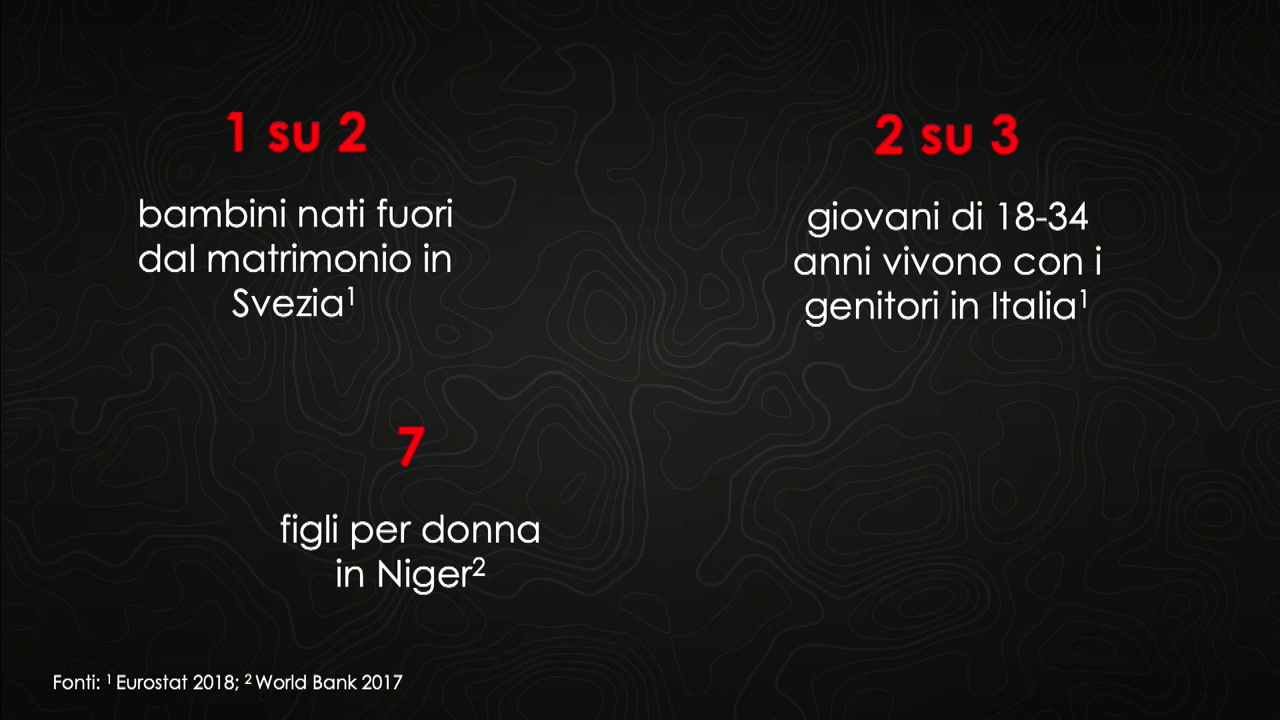 1 su 2
bambini nati fuori
dal matrimonio in
Svezia¹
2 su 3
giovani di 18-34
anni vivono con i
genitori in Italia¹
7
figli per donna
in Niger²
Fonti: ¹ Eurostat 2018; ² World Bank 2017